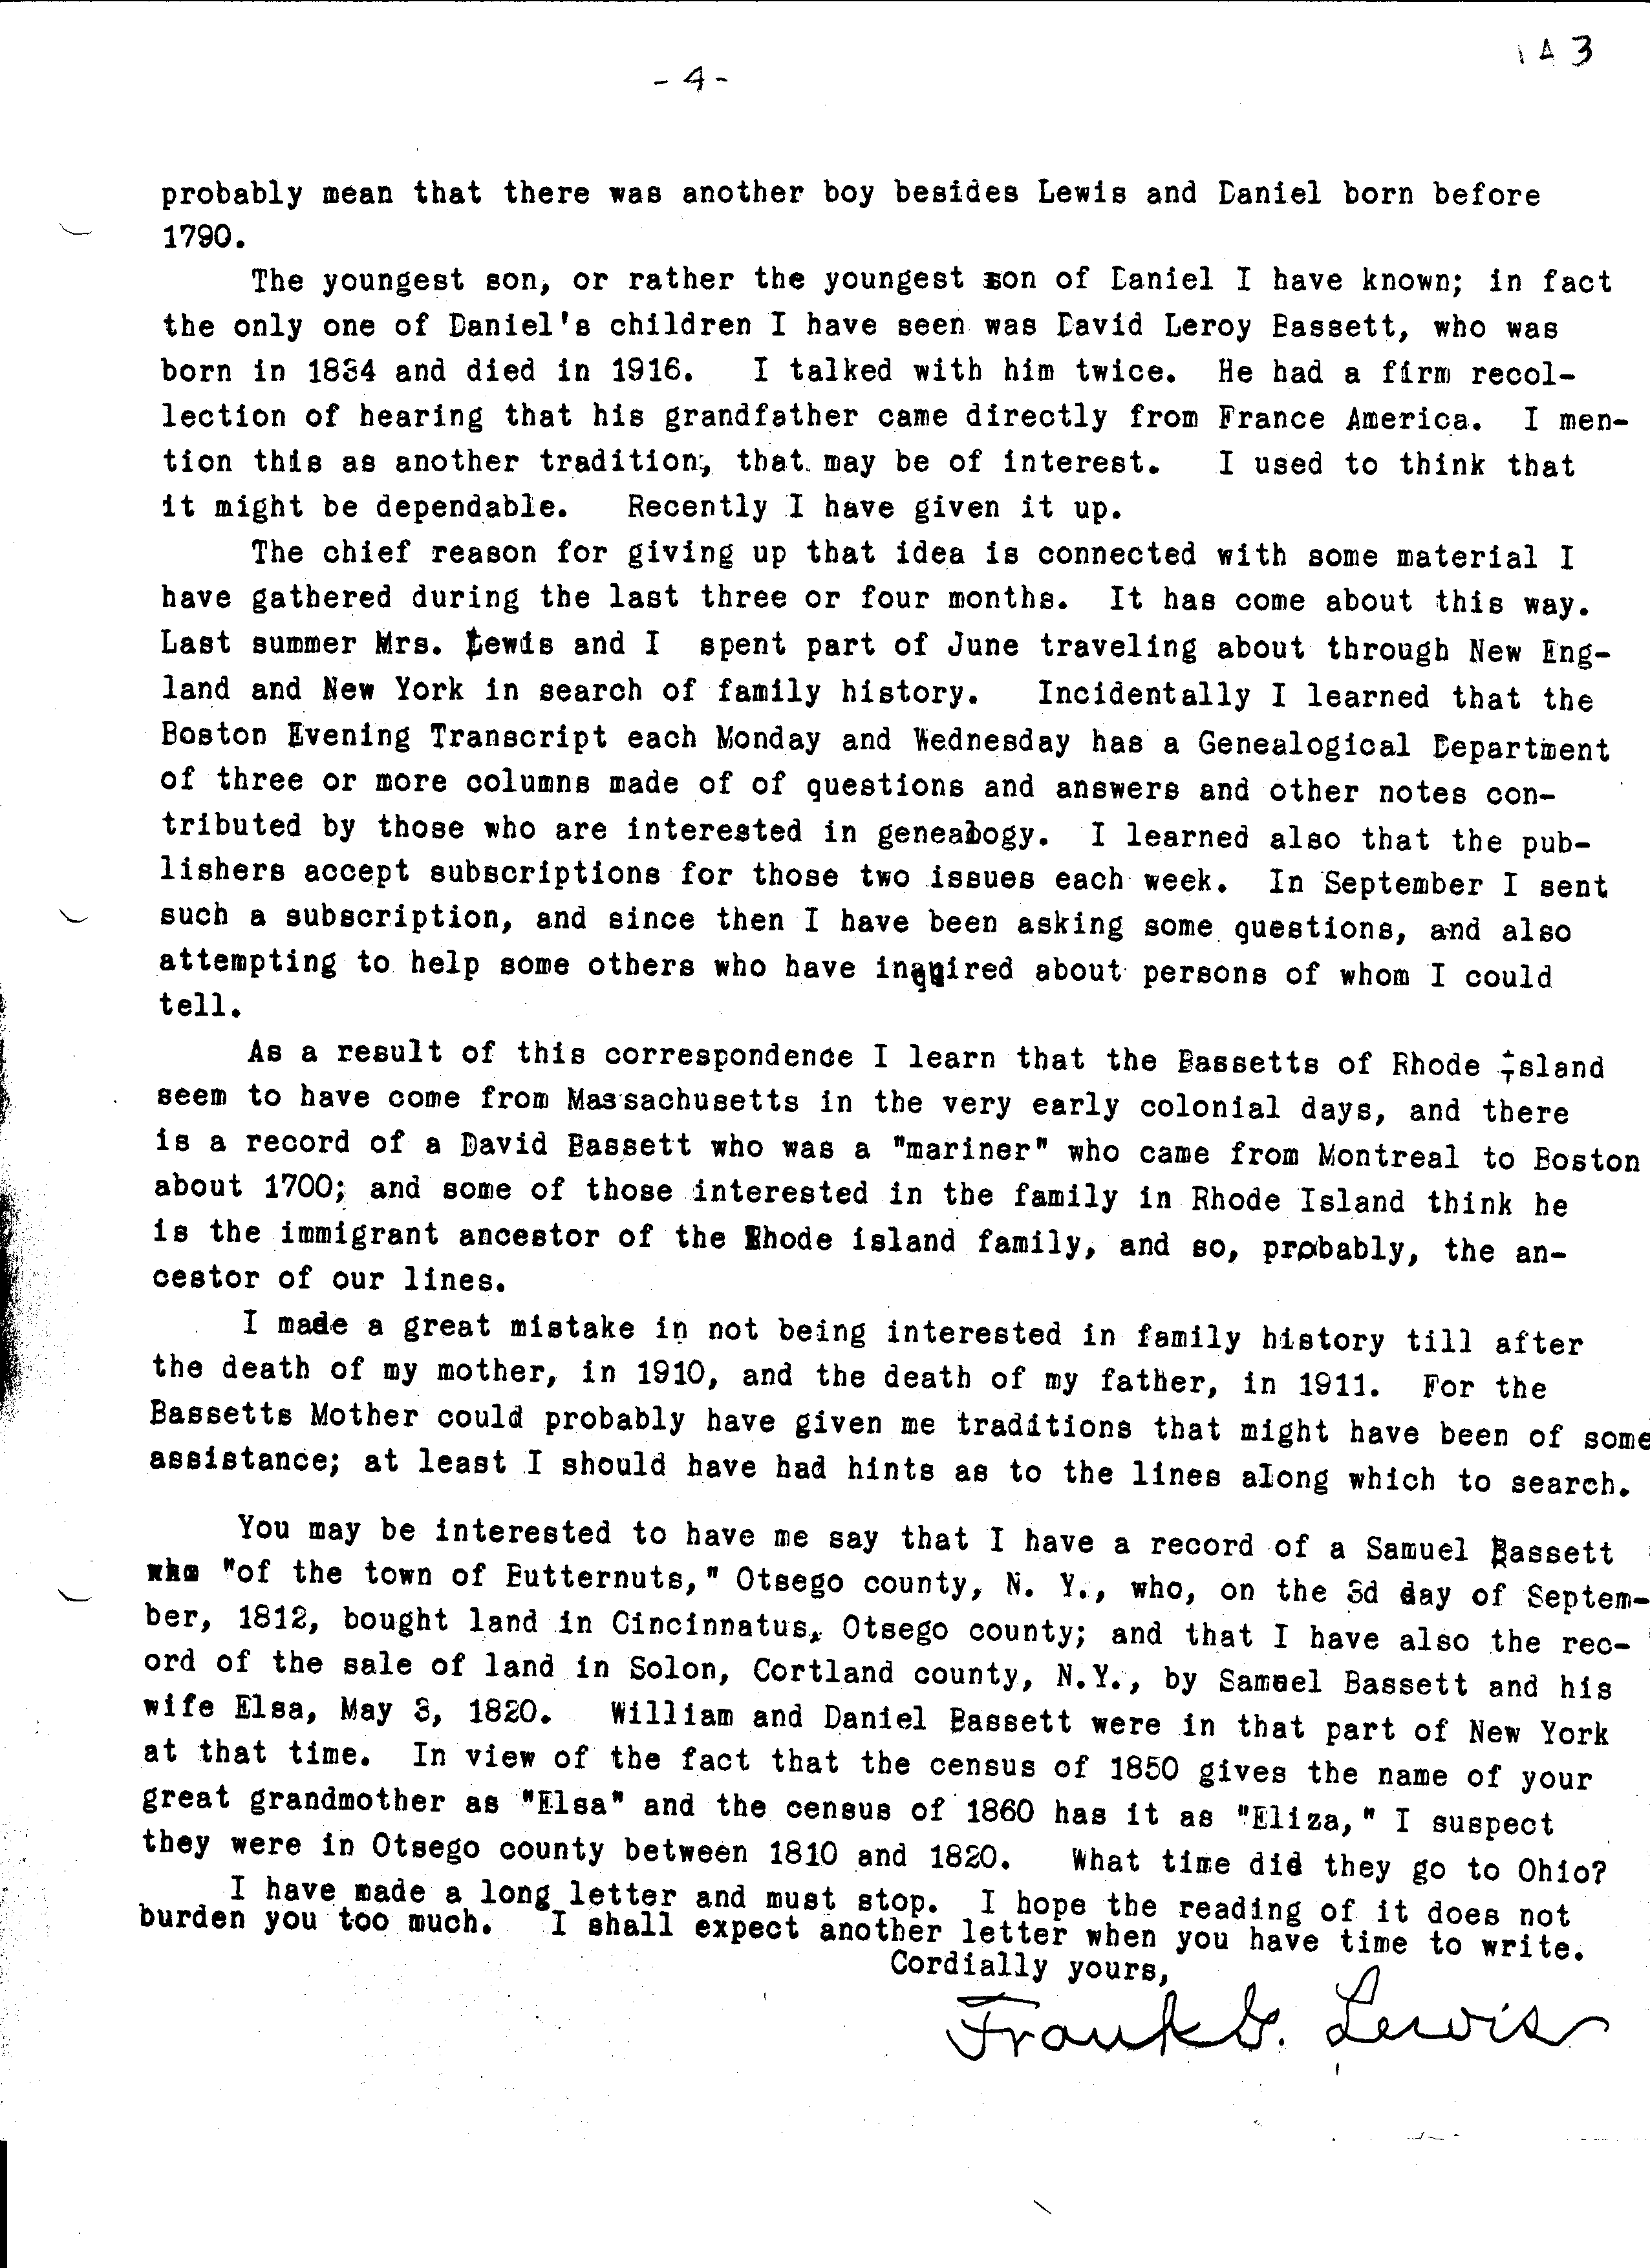 1A3
- 4 -
probably mean that there was another boy besides Lewis and Daniel born before
1790.
The youngest son, or rather the youngest son of Daniel I have known; in fact
the only one of Daniel's children I have seen was David Leroy Bassett, who was
born in 1834 and died in 1916. I talked with him twice. He had a firm recol-
lection of hearing that his grandfather came directly from France America. I men-
tion this as another tradition, that may be of interest. I used to think that
it might be dependable. Recently I have given it up.
The chief reason for giving up that idea is connected with some material I
have gathered during the last three or four months. It has come about this way.
Last summer Mrs. Lewis and I spent part of June traveling about through New Eng-
land and New York in search of family history. Incidentally I learned that the
Boston Evening Transcript each Monday and Wednesday has a Genealogical Department
of three or more columns made of of questions and answers and other notes con-
tributed by those who are interested in genealogy. I learned also that the pub-
lishers accept subscriptions for those two issues each week. In September I sent
such a subscription, and since then I have been asking some questions, and also
attempting to help some others who have inquired about persons of whom I could
tell.
As a result of this correspondence I learn that the Bassetts of Rhode Island
seem to have come from Massachusetts in the very early colonial days, and there
is a record of a David Bassett who was a "mariner" who came from Montreal to Boston
about 1700; and some of those interested in the family in Rhode Island think he
is the immigrant ancestor of the Rhode island family, and so, probably, the an-
cestor of our lines.
I made a great mistake in not being interested in family history till after
the death of my mother, in 1910, and the death of my father, in 1911. For the
Bassetts Mother could probably have given me traditions that might have been of some
assistance; at least I should have had hints as to the lines along which to search.
You may be interested to have me say that I have a record of a Samuel Bassett
who "of the town of Butternuts," Otsego county, N. Y., who, on the 3d day of Septem-
ber, 1812, bought land in Cincinnatus, Otsego county; and that I have also the rec-
ord of the sale of land in Solon, Cortland county, N.Y., by Samuel Bassett and his
wife Elsa, May 3, 1820. William and Daniel Bassett were in that part of New York
at that time. In view of the fact that the census of 1850 gives the name of your
great grandmother as "Elsa" and the census of 1860 has it as "Eliza," I suspect
they were in Otsego county between 1810 and 1820. What time did they go to Ohio?
I have made a long letter and must stop. I hope the reading of it does not
burden you too much. I shall expect another letter when you have time to write.
Cordially yours,
Frank G. Lewis